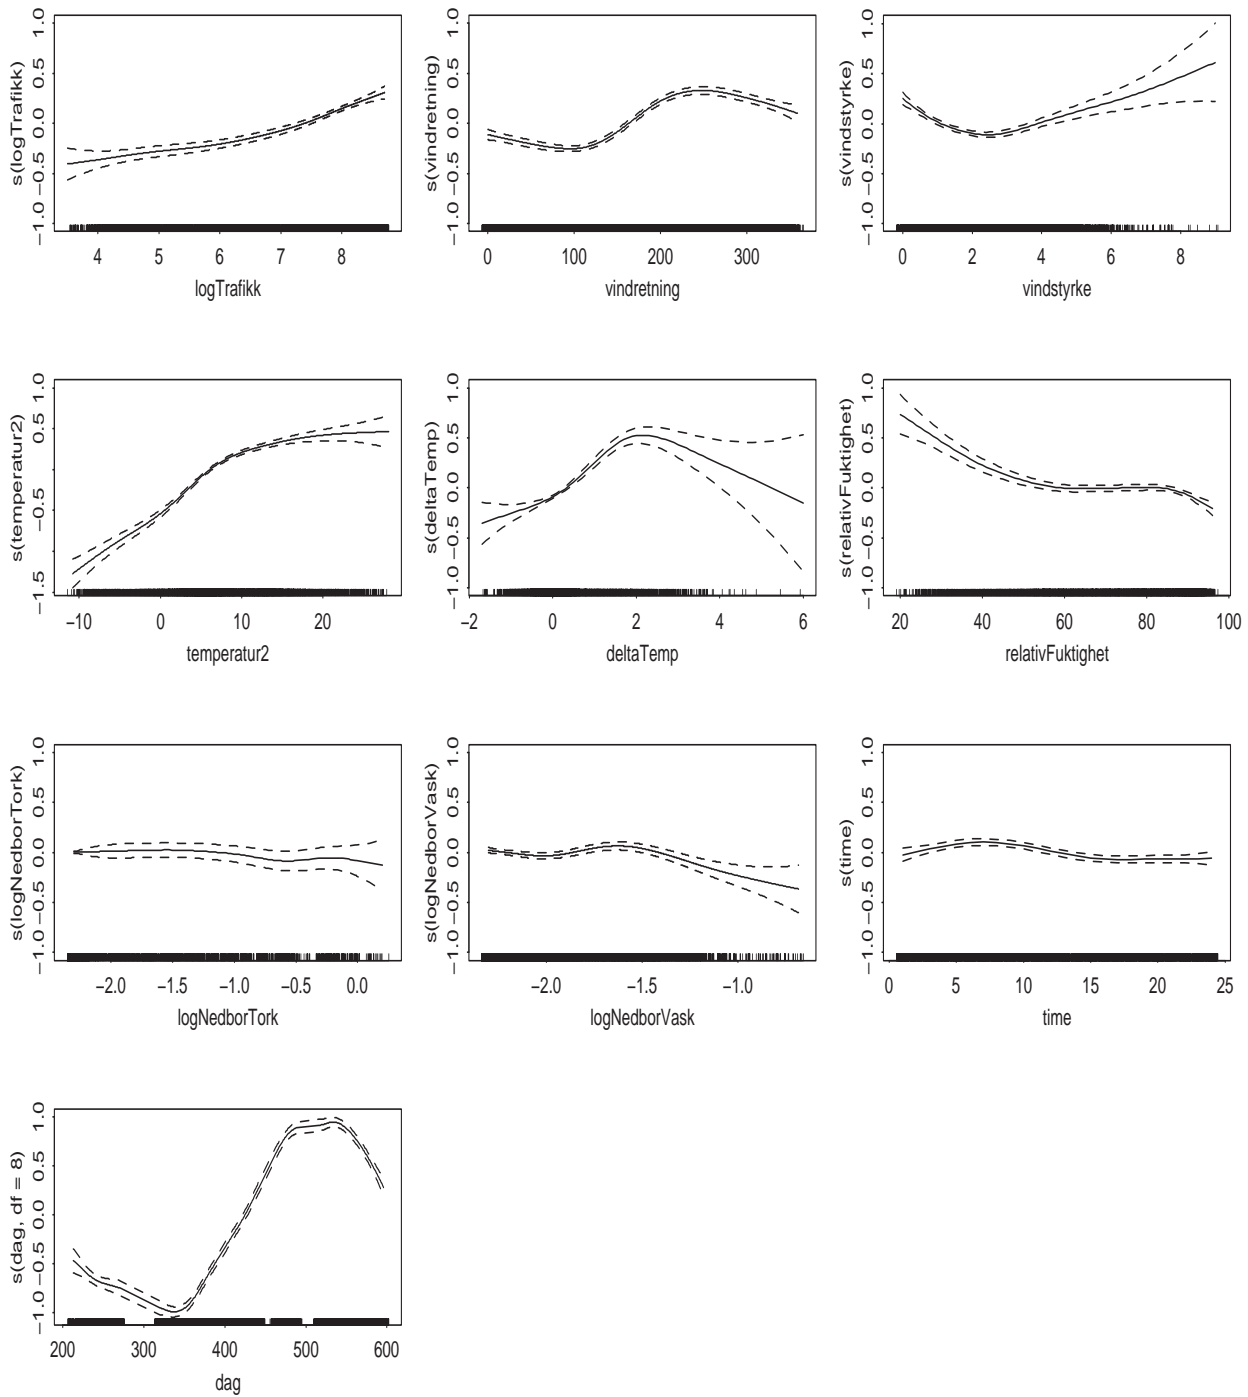 s(logTrafikk)
−1.0 −0.5 0.0 0.5 1.0
4 5 6 7 8
logTrafikk
s(vindretning)
−1.0 −0.5 0.0 0.5 1.0
0 100 200 300
vindretning
s(vindstyrke)
−1.0 −0.5 0.0 0.5 1.0
0 2 4 6 8
vindstyrke
s(temperatur2)
−1.5 −0.5 0.5 1.0
−10 0 10 20
temperatur2
s(deltaTemp)
−1.0 −0.5 0.0 0.5 1.0
−2 0 2 4 6
deltaTemp
s(relativFuktighet)
−1.0 −0.5 0.0 0.5 1.0
20 40 60 80 100
relativFuktighet
s(logNedborTork)
−1.0 −0.5 0.0 0.5 1.0
−2.0 −1.5 −1.0 −0.5 0.0
logNedborTork
s(logNedborVask)
−1.0 −0.5 0.0 0.5 1.0
−2.0 −1.5 −1.0
logNedborVask
s(time)
−1.0 −0.5 0.0 0.5 1.0
0 5 10 15 20 25
time
s(dag, df = 8)
−1.0 −0.5 0.0 0.5 1.0
200 300 400 500 600
dag